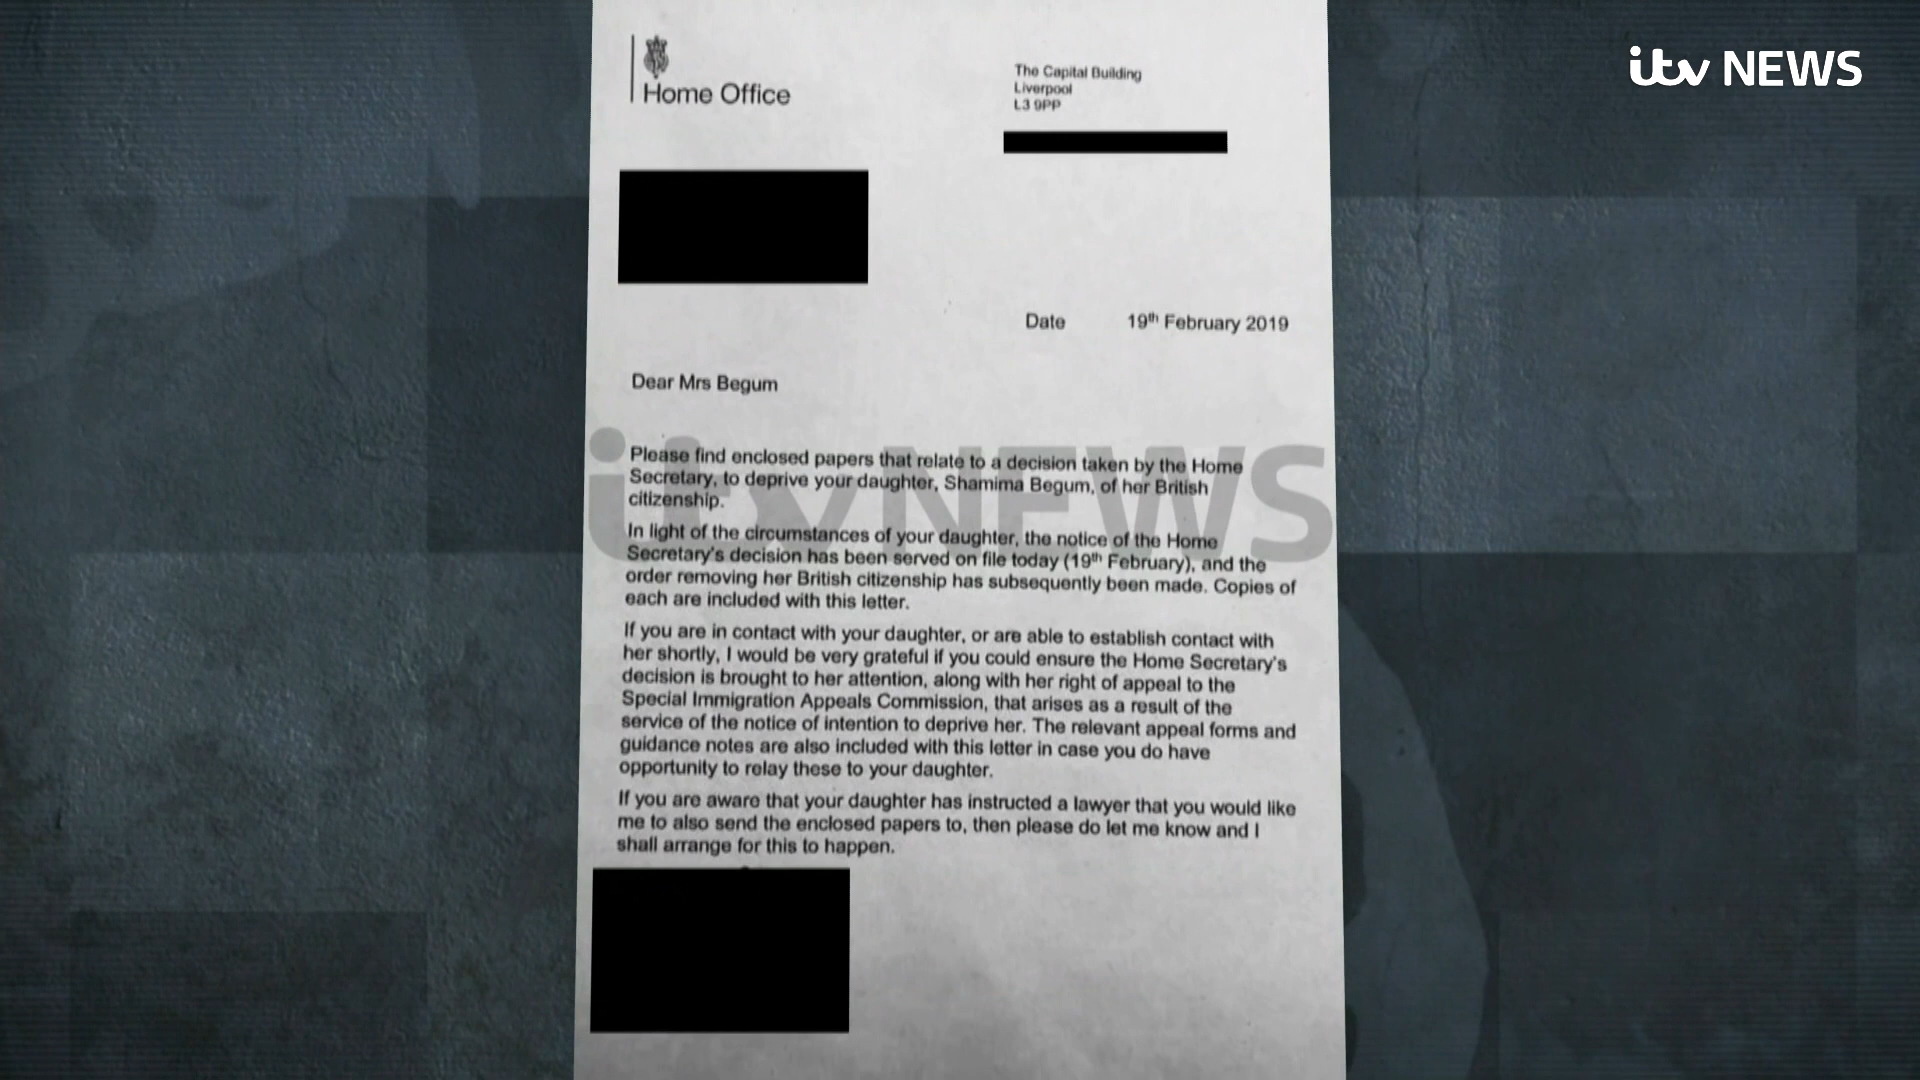 itv NEWS
Home Office
The Capital Building
Liverpool
L3 9PP
Date 19th February 2019
Dear Mrs Begum
itv NEWS
Please find enclosed papers that relate to a decision taken by the Home
Secretary, to deprive your daughter, Shamima Begum, of her British
citizenship.
In light of the circumstances of your daughter, the notice of the Home
Secretary's decision has been served on file today (19th February), and the
order removing her British citizenship has subsequently been made. Copies of
each are included with this letter.
If you are in contact with your daughter, or are able to establish contact with
her shortly, I would be very grateful if you could ensure the Home Secretary's
decision is brought to her attention, along with her right of appeal to the
Special Immigration Appeals Commission, that arises as a result of the
service of the notice of intention to deprive her. The relevant appeal forms and
guidance notes are also included with this letter in case you do have
opportunity to relay these to your daughter.
If you are aware that your daughter has instructed a lawyer that you would like
me to also send the enclosed papers to, then please do let me know and I
shall arrange for this to happen.